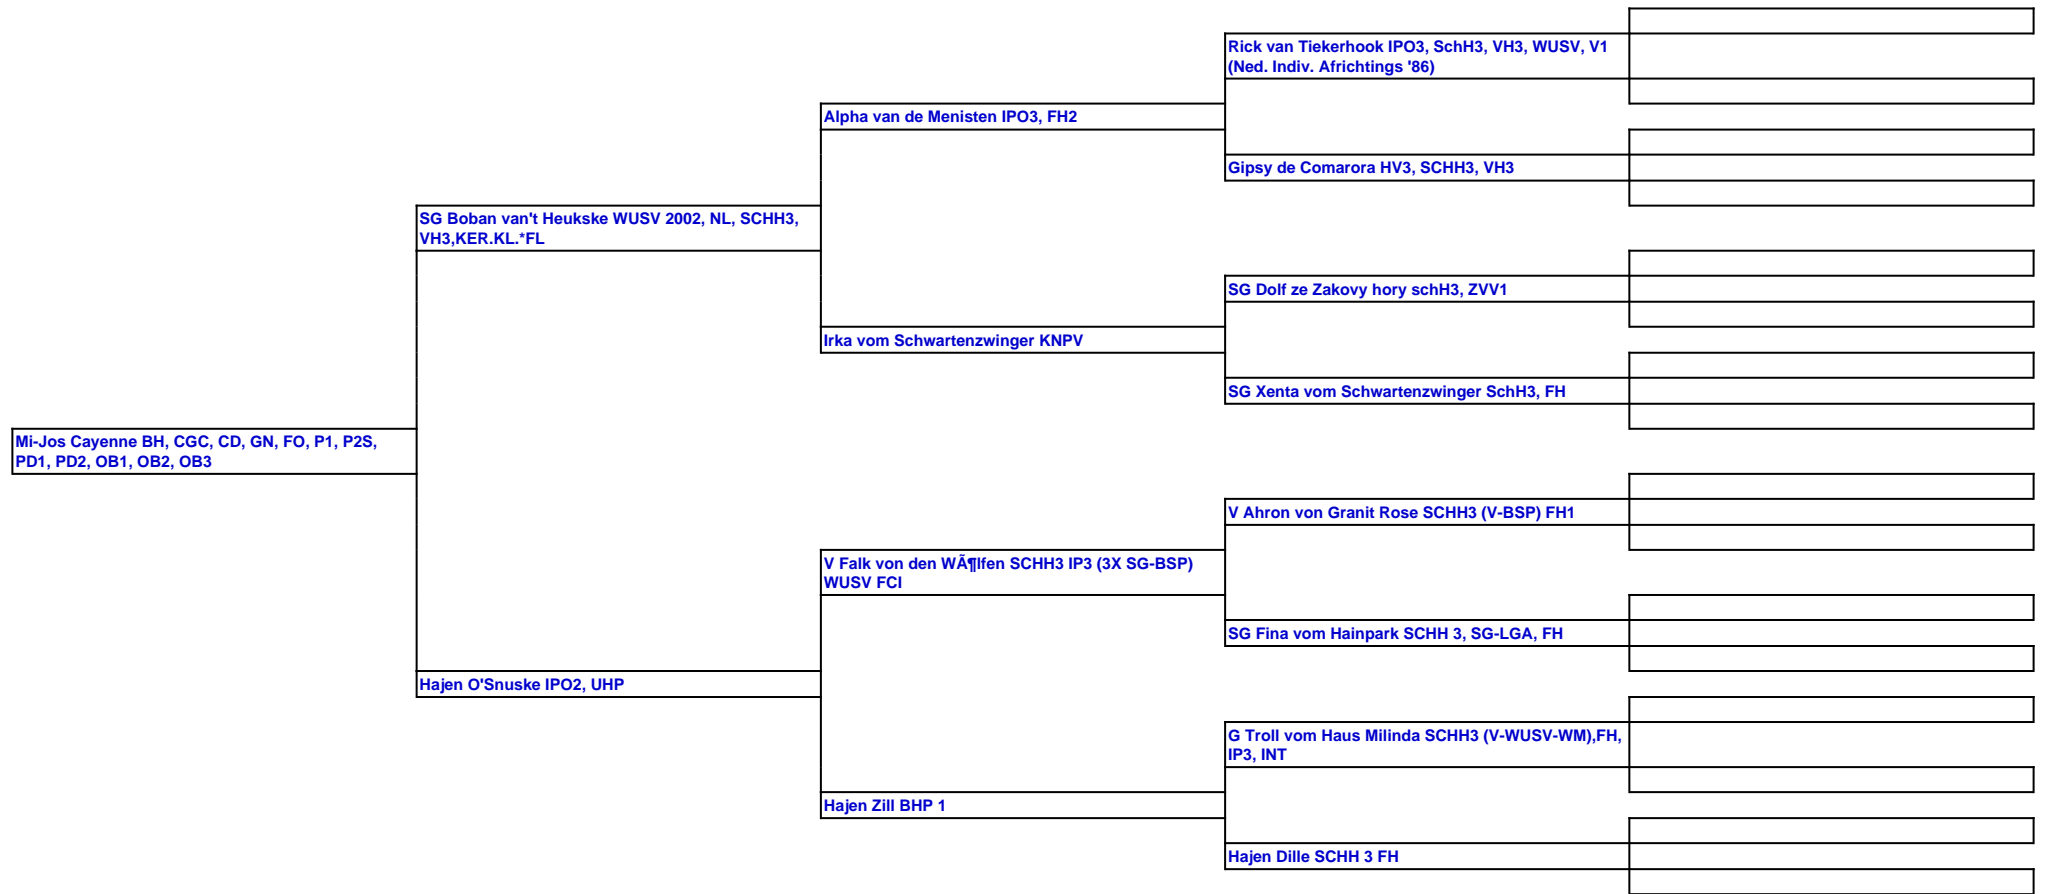 Rick van Tiekerhook IPO3, SchH3, VH3, WUSV, V1
(Ned. Indiv. Africhtings '86)
Alpha van de Menisten IPO3, FH2
Gipsy de Comarora HV3, SCHH3, VH3
SG Boban van't Heukske WUSV 2002, NL, SCHH3,
VH3,KER.KL.*FL
SG Dolf ze Zakovy hory schH3, ZVV1
Irka vom Schwartenzwinger KNPV
SG Xenta vom Schwartenzwinger SchH3, FH
Mi-Jos Cayenne BH, CGC, CD, GN, FO, P1, P2S,
PD1, PD2, OB1, OB2, OB3
V Ahron von Granit Rose SCHH3 (V-BSP) FH1
V Falk von den WÃ¶lfen SCHH3 IP3 (3X SG-BSP)
WUSV FCI
SG Fina vom Hainpark SCHH 3, SG-LGA, FH
Hajen O'Snuske IPO2, UHP
G Troll vom Haus Milinda SCHH3 (V-WUSV-WM),FH,
IP3, INT
Hajen Zill BHP 1
Hajen Dille SCHH 3 FH